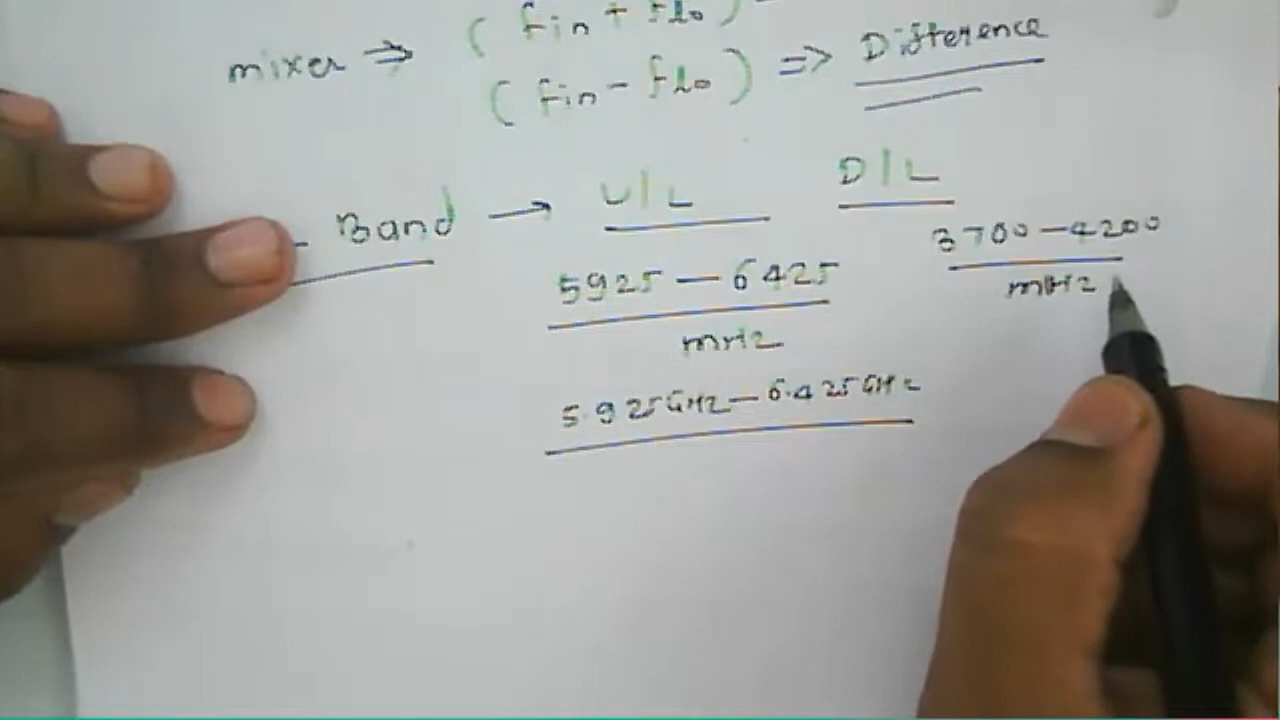 mixer ⇒ ( fin + flo )
( fin - flo ) => Difference
- Band → U/L D/L
5925 — 6425 3700 — 4200
mHz mHz
5.925GHz — 6.425GHz